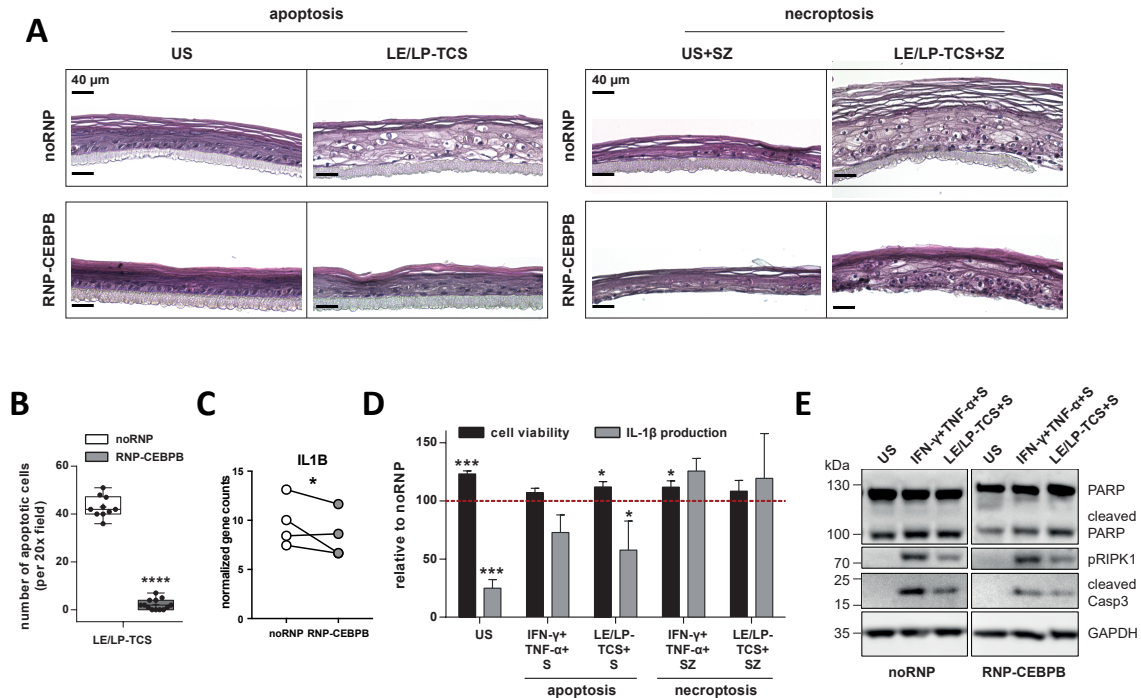 A
apoptosis
necroptosis
US
LE/LP-TCS
US+SZ
LE/LP-TCS+SZ
noRNP
40 µm
noRNP
40 µm
RNP-CEBPB
RNP-CEBPB
B
noRNP
RNP-CEBPB
number of apoptotic cells
(per 20x field)
60
40
20
0
****
LE/LP-TCS
C
IL1B
*
normalized gene counts
15
10
5
0
noRNP RNP-CEBPB
D
cell viability
IL-1β production
relative to noRNP
150
100
50
0
***
***
*
*
*
US
IFN-γ+
TNF-α+
S
LE/LP-
TCS+
S
IFN-γ+
TNF-α+
SZ
LE/LP-
TCS+
SZ
apoptosis
necroptosis
E
US
IFN-γ+TNF-α+S
LE/LP-TCS+S
US
IFN-γ+TNF-α+S
LE/LP-TCS+S
kDa
130
100
70
25
15
35
PARP
cleaved
PARP
pRIPK1
cleaved
Casp3
GAPDH
noRNP
RNP-CEBPB